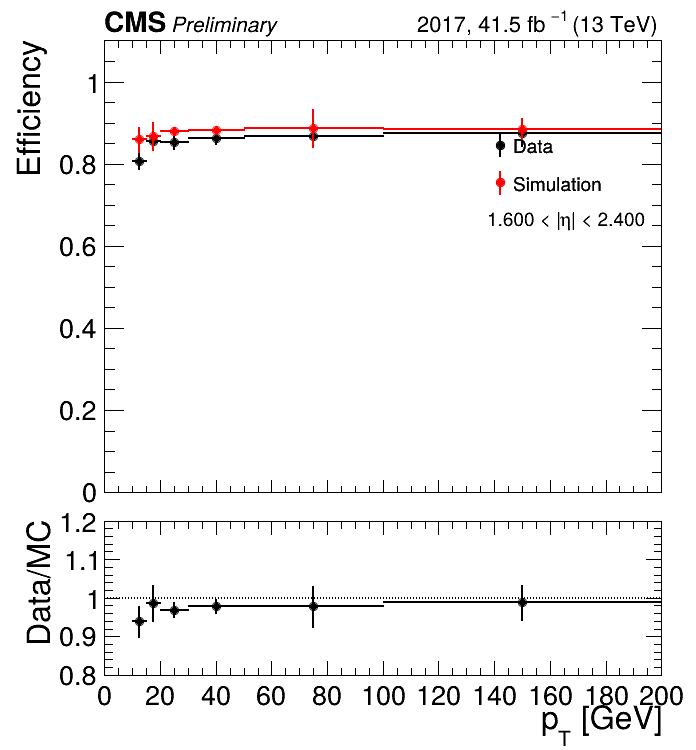 CMS Preliminary 2017, 41.5 fb⁻¹ (13 TeV)
Efficiency
1
0.8
0.6
0.4
0.2
0
Data
Simulation
1.600 < |η| < 2.400
Data/MC
1.2
1.1
1
0.9
0.8
0 20 40 60 80 100 120 140 160 180 200
p_T [GeV]